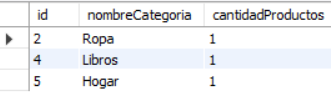 id nombreCategoria cantidadProductos
2 Ropa 1
4 Libros 1
5 Hogar 1